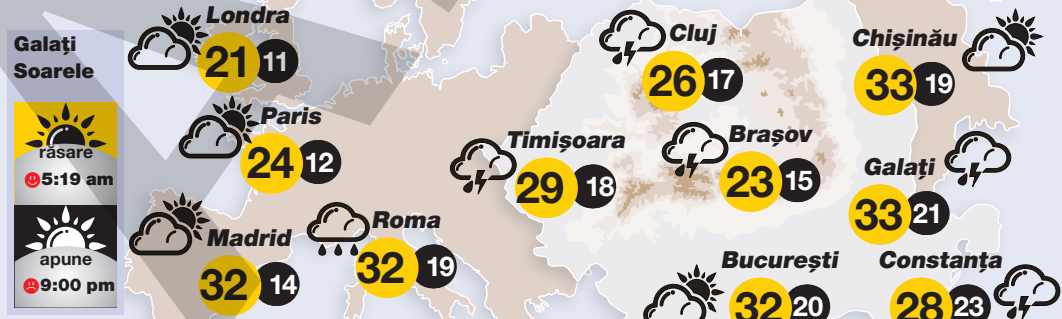 Galați
Soarele
răsare
5:19 am
apune
9:00 pm
Londra
21 11
Paris
24 12
Madrid
32 14
Roma
32 19
Timișoara
29 18
Cluj
26 17
Brașov
23 15
București
32 20
Chișinău
33 19
Galați
33 21
Constanța
28 23